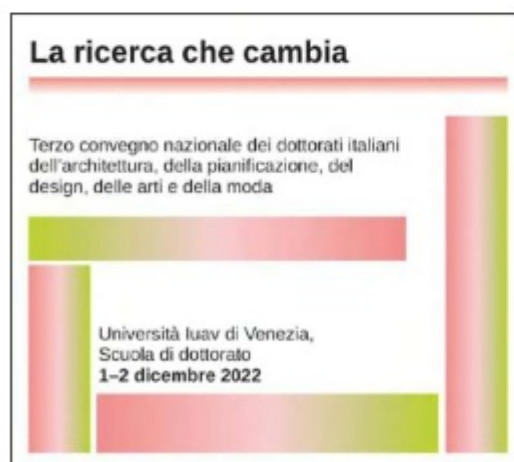 La ricerca che cambia
Terzo convegno nazionale dei dottorati italiani
dell'architettura, della pianificazione, del
design, delle arti e della moda
Università Iuav di Venezia,
Scuola di dottorato
1–2 dicembre 2022